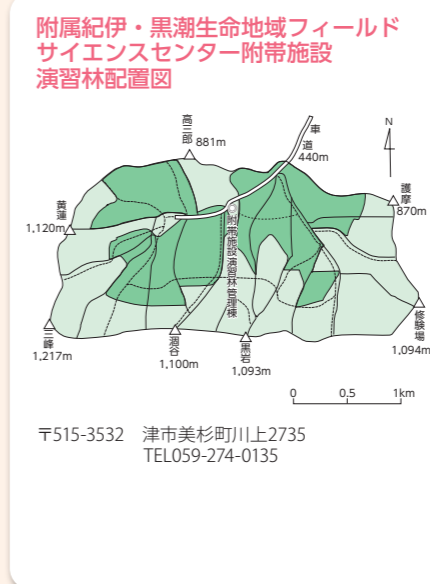 附属紀伊・黒潮生命地域フィールド
サイエンスセンター附帯施設
演習林配置図
高三郎
881m
車道
440m
N
黄蓮
1,120m
護摩
870m
附帯施設演習林管理棟
三峰
1,217m
涸谷
1,100m
黒岩
1,093m
修験場
1,094m
0 0.5 1km
〒515-3532 津市美杉町川上2735
TEL059-274-0135